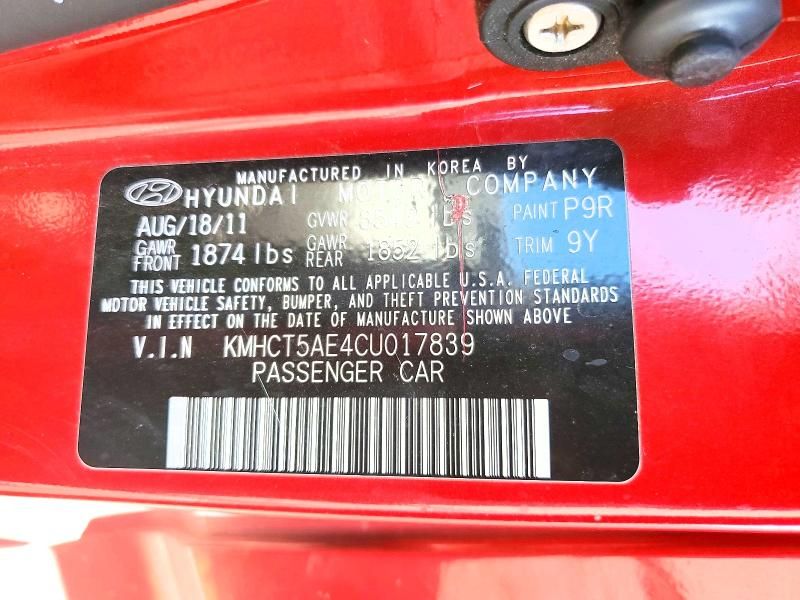 MANUFACTURED IN KOREA BY
HYUNDAI MOTOR COMPANY
AUG/18/11 GVWR lbs PAINT P9R
GAWR FRONT 1874 lbs GAWR REAR 1852 lbs TRIM 9Y
THIS VEHICLE CONFORMS TO ALL APPLICABLE U.S.A. FEDERAL
MOTOR VEHICLE SAFETY, BUMPER, AND THEFT PREVENTION STANDARDS
IN EFFECT ON THE DATE OF MANUFACTURE SHOWN ABOVE
V.I.N KMHCT5AE4CU017839
PASSENGER CAR